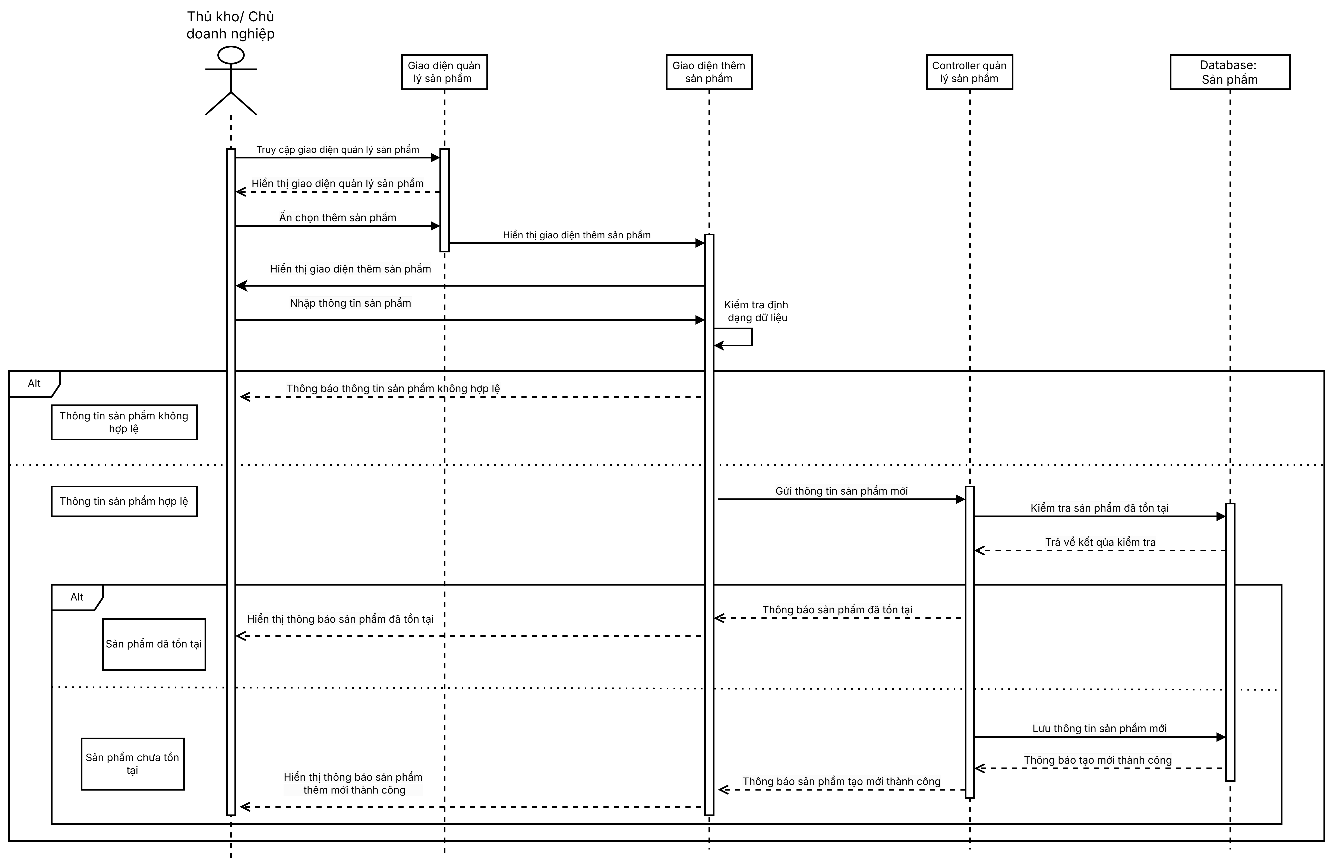 Thủ kho/ Chủ
doanh nghiệp
Giao diện quản
lý sản phẩm
Giao diện thêm
sản phẩm
Controller quản
lý sản phẩm
Database:
Sản phẩm
Truy cập giao diện quản lý sản phẩm
Hiển thị giao diện quản lý sản phẩm
Ấn chọn thêm sản phẩm
Hiển thị giao diện thêm sản phẩm
Hiển thị giao diện thêm sản phẩm
Nhập thông tin sản phẩm
Kiểm tra định
dạng dữ liệu
Alt
Thông báo thông tin sản phẩm không hợp lệ
Thông tin sản phẩm không
hợp lệ
Thông tin sản phẩm hợp lệ
Gửi thông tin sản phẩm mới
Kiểm tra sản phẩm đã tồn tại
Trả về kết qủa kiểm tra
Alt
Thông báo sản phẩm đã tồn tại
Hiển thị thông báo sản phẩm đã tồn tại
Sản phẩm đã tồn tại
Lưu thông tin sản phẩm mới
Sản phẩm chưa tồn
tại
Thông báo tạo mới thành công
Thông báo sản phẩm tạo mới thành công
Hiển thị thông báo sản phẩm
thêm mới thành công